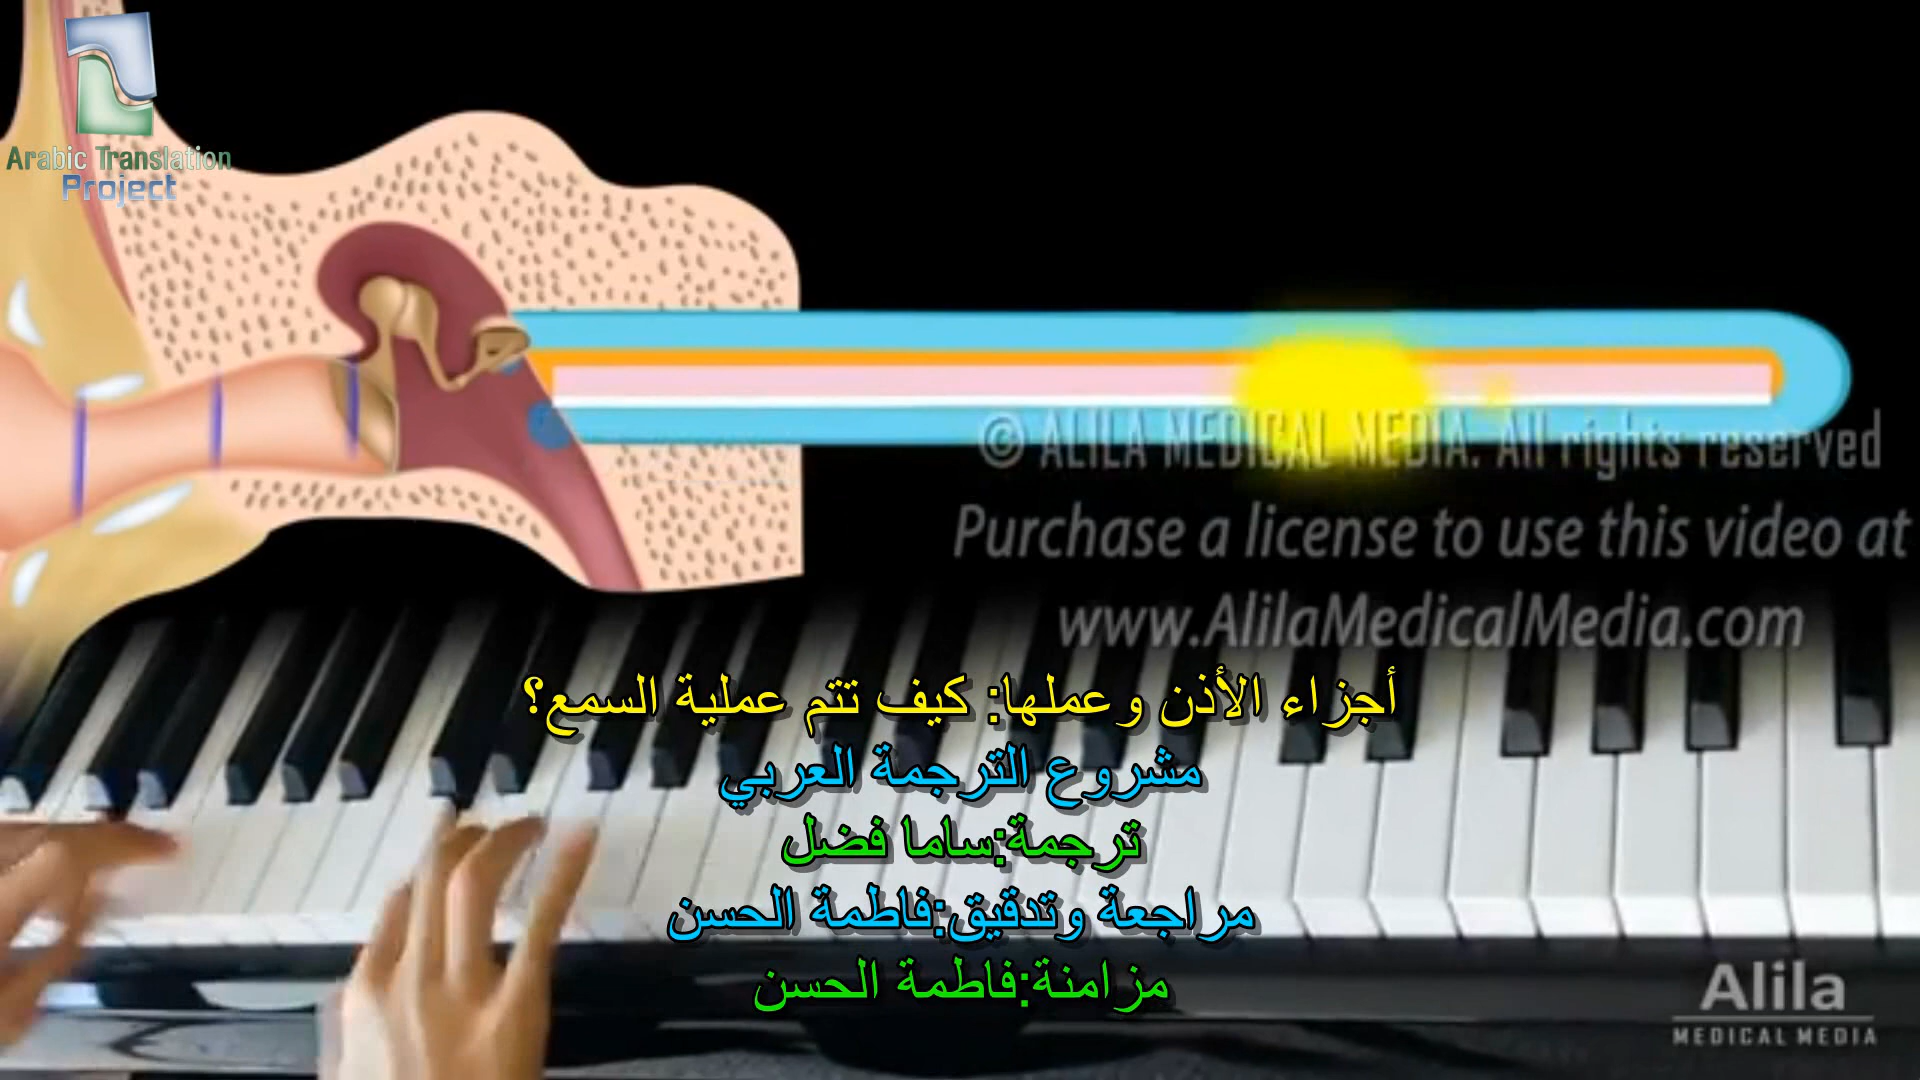 Arabic Translation
Project
© ALILA MEDICAL MEDIA. All rights reserved
Purchase a license to use this video at
www.AlilaMedicalMedia.com
أجزاء الأذن وعملها: كيف تتم عملية السمع؟
مشروع الترجمة العربي
ترجمة:ساما فضل
مراجعة وتدقيق:فاطمة الحسن
مزامنة:فاطمة الحسن
Alila
MEDICAL MEDIA